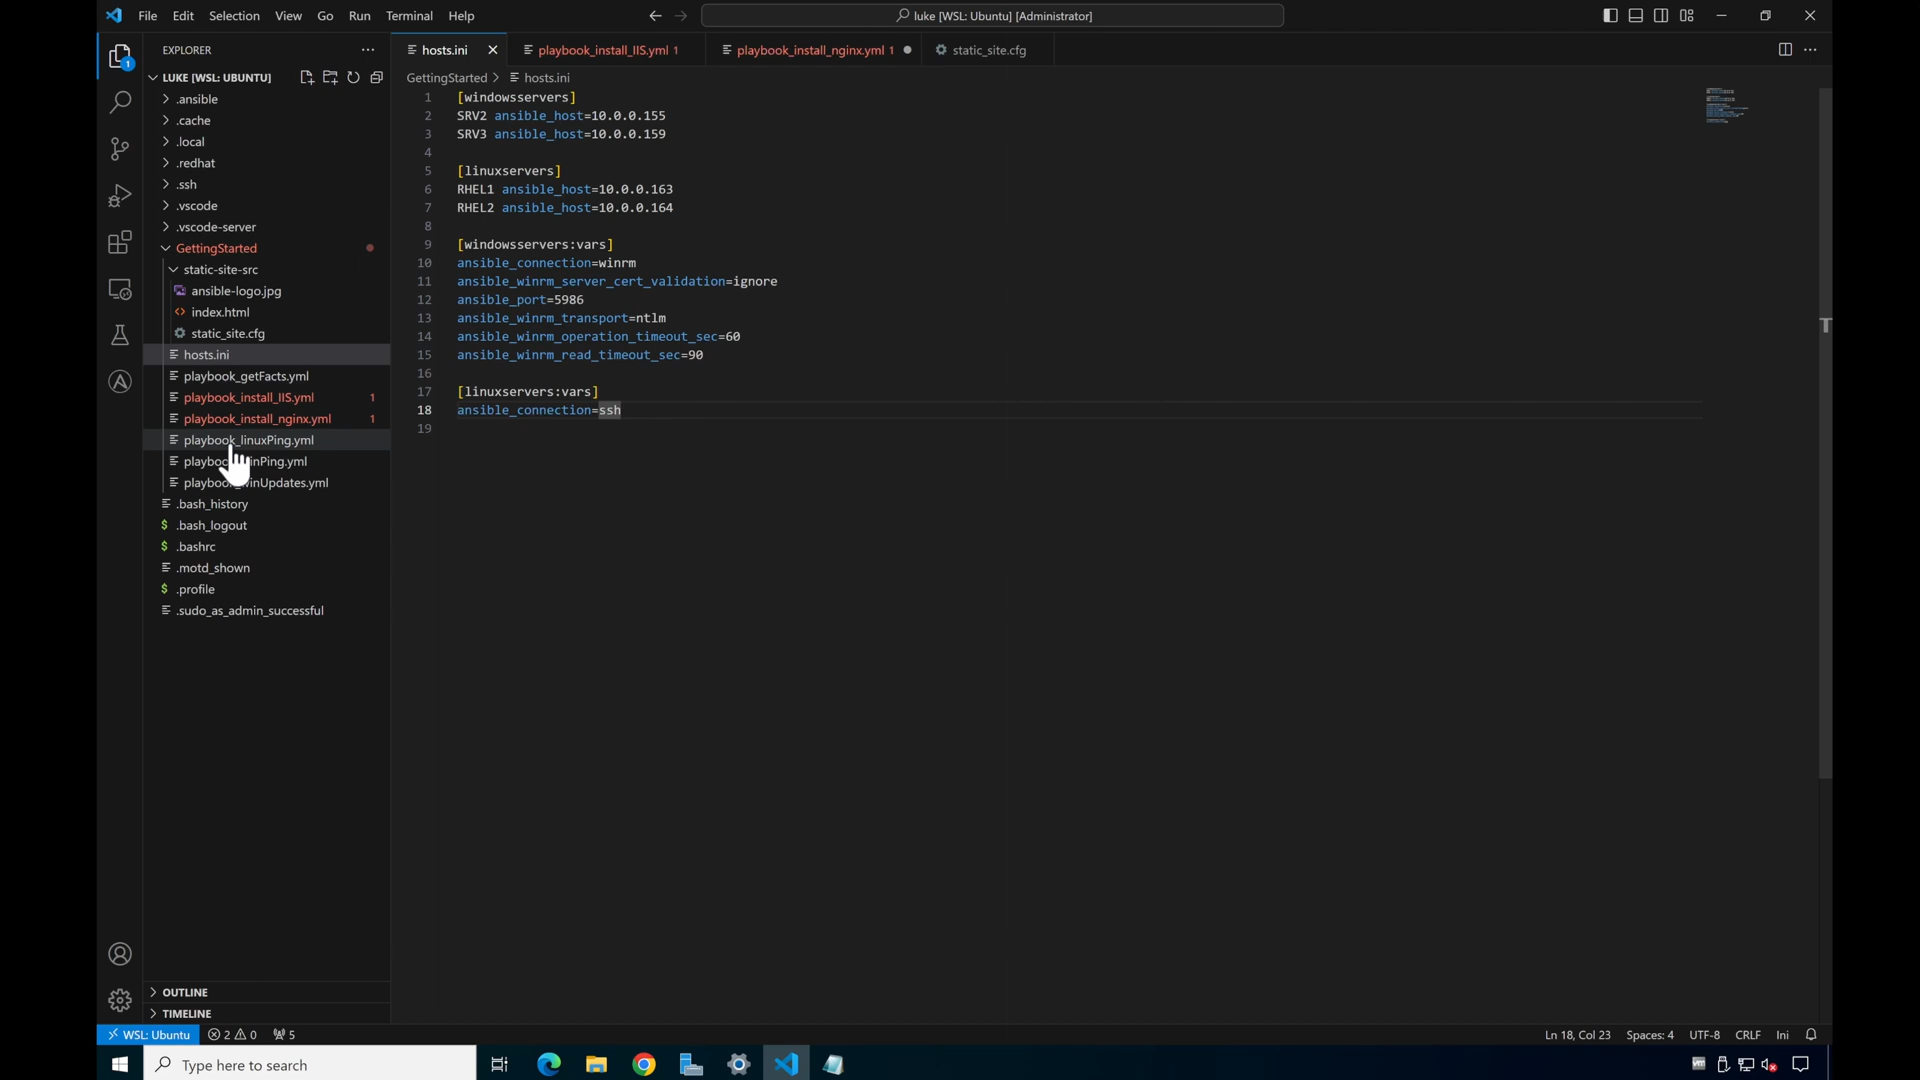 File Edit Selection View Go Run Terminal Help
luke [WSL: Ubuntu] [Administrator]
EXPLORER
LUKE [WSL: UBUNTU]
.ansible
.cache
.local
.redhat
.ssh
.vscode
.vscode-server
GettingStarted
static-site-src
ansible-logo.jpg
index.html
static_site.cfg
hosts.ini
playbook_getFacts.yml
playbook_install_IIS.yml 1
playbook_install_nginx.yml 1
playbook_linuxPing.yml
.bash_history
.bash_logout
.bashrc
.motd_shown
.profile
.sudo_as_admin_successful
OUTLINE
TIMELINE
1
hosts.ini playbook_install_IIS.yml 1 playbook_install_nginx.yml 1 static_site.cfg
GettingStarted > hosts.ini
1 [windowsservers]
2 SRV2 ansible_host=10.0.0.155
3 SRV3 ansible_host=10.0.0.159
4
5 [linuxservers]
6 RHEL1 ansible_host=10.0.0.163
7 RHEL2 ansible_host=10.0.0.164
8
9 [windowsservers:vars]
10 ansible_connection=winrm
11 ansible_winrm_server_cert_validation=ignore
12 ansible_port=5986
13 ansible_winrm_transport=ntlm
14 ansible_winrm_operation_timeout_sec=60
15 ansible_winrm_read_timeout_sec=90
16
17 [linuxservers:vars]
18 ansible_connection=ssh
19
WSL: Ubuntu 2 0 5 Ln 18, Col 23 Spaces: 4 UTF-8 CRLF Ini
Type here to search